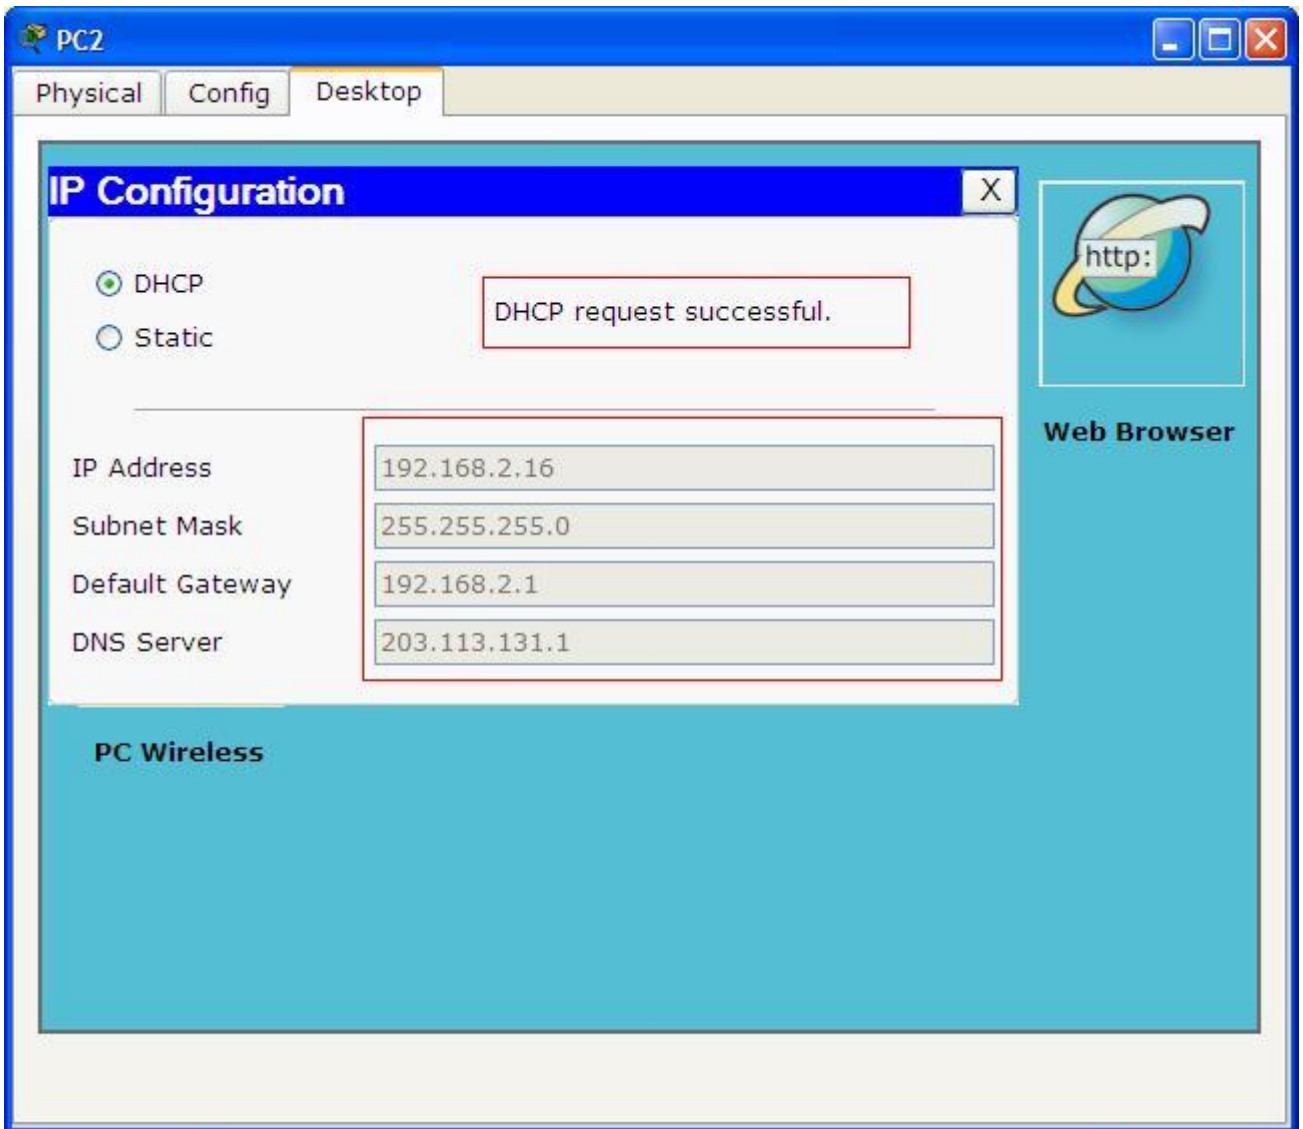 PC2
Physical Config Desktop
IP Configuration X
http:
DHCP
DHCP request successful.
Static
Web Browser
IP Address 192.168.2.16
Subnet Mask 255.255.255.0
Default Gateway 192.168.2.1
DNS Server 203.113.131.1
PC Wireless